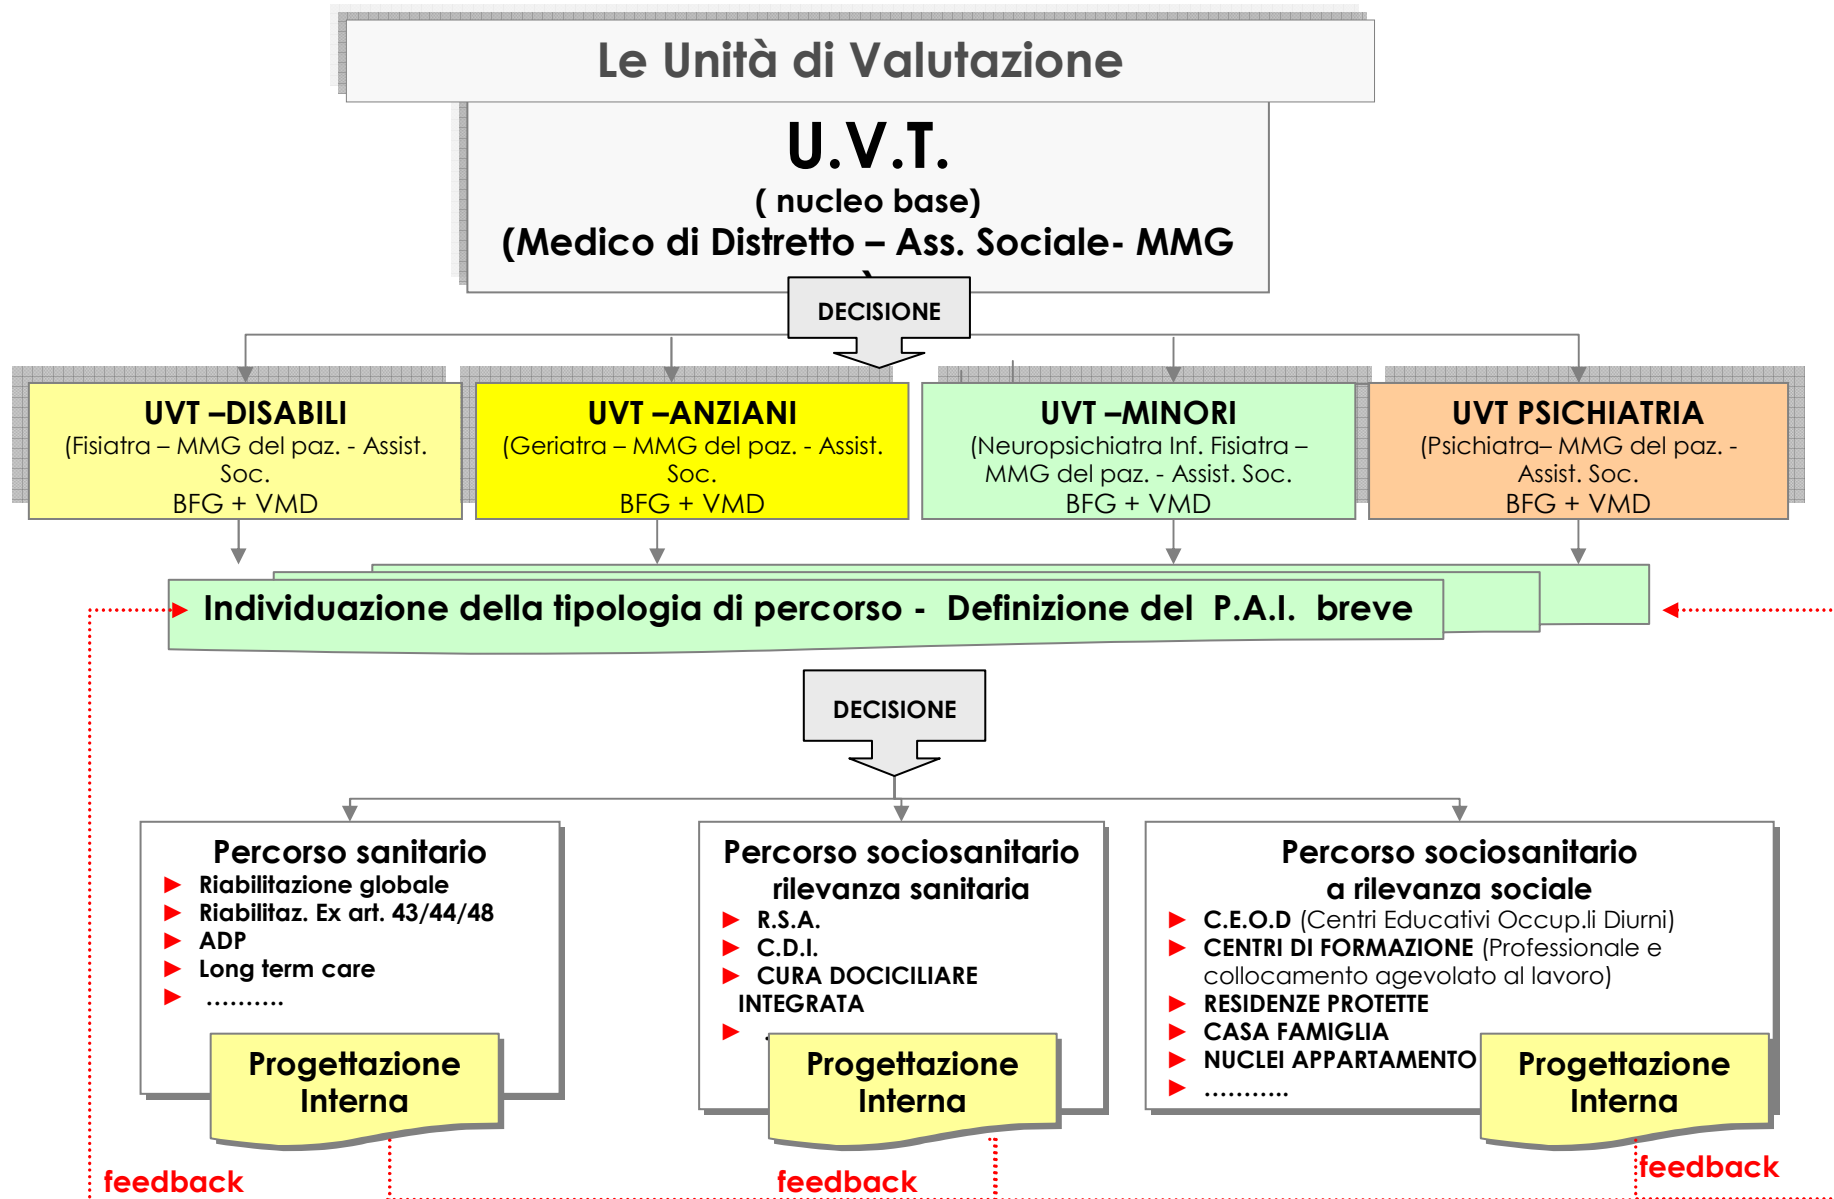 Le Unità di Valutazione
U.V.T.
( nucleo base)
(Medico di Distretto – Ass. Sociale- MMG
)
DECISIONE
UVT –DISABILI
(Fisiatra – MMG del paz. - Assist.
Soc.
BFG + VMD
UVT –ANZIANI
(Geriatra – MMG del paz. - Assist.
Soc.
BFG + VMD
UVT –MINORI
(Neuropsichiatra Inf. Fisiatra –
MMG del paz. - Assist. Soc.
BFG + VMD
UVT PSICHIATRIA
(Psichiatra– MMG del paz. -
Assist. Soc.
BFG + VMD
Individuazione della tipologia di percorso - Definizione del P.A.I. breve
DECISIONE
Percorso sanitario
► Riabilitazione globale
► Riabilitaz. Ex art. 43/44/48
► ADP
► Long term care
► ..........
Progettazione
Interna
Percorso sociosanitario
rilevanza sanitaria
► R.S.A.
► C.D.I.
► CURA DOCICILIARE
INTEGRATA
► .
Progettazione
Interna
Percorso sociosanitario
a rilevanza sociale
► C.E.O.D (Centri Educativi Occup.li Diurni)
► CENTRI DI FORMAZIONE (Professionale e
collocamento agevolato al lavoro)
► RESIDENZE PROTETTE
► CASA FAMIGLIA
► NUCLEI APPARTAMENTO
► ...........
Progettazione
Interna
feedback
feedback
feedback